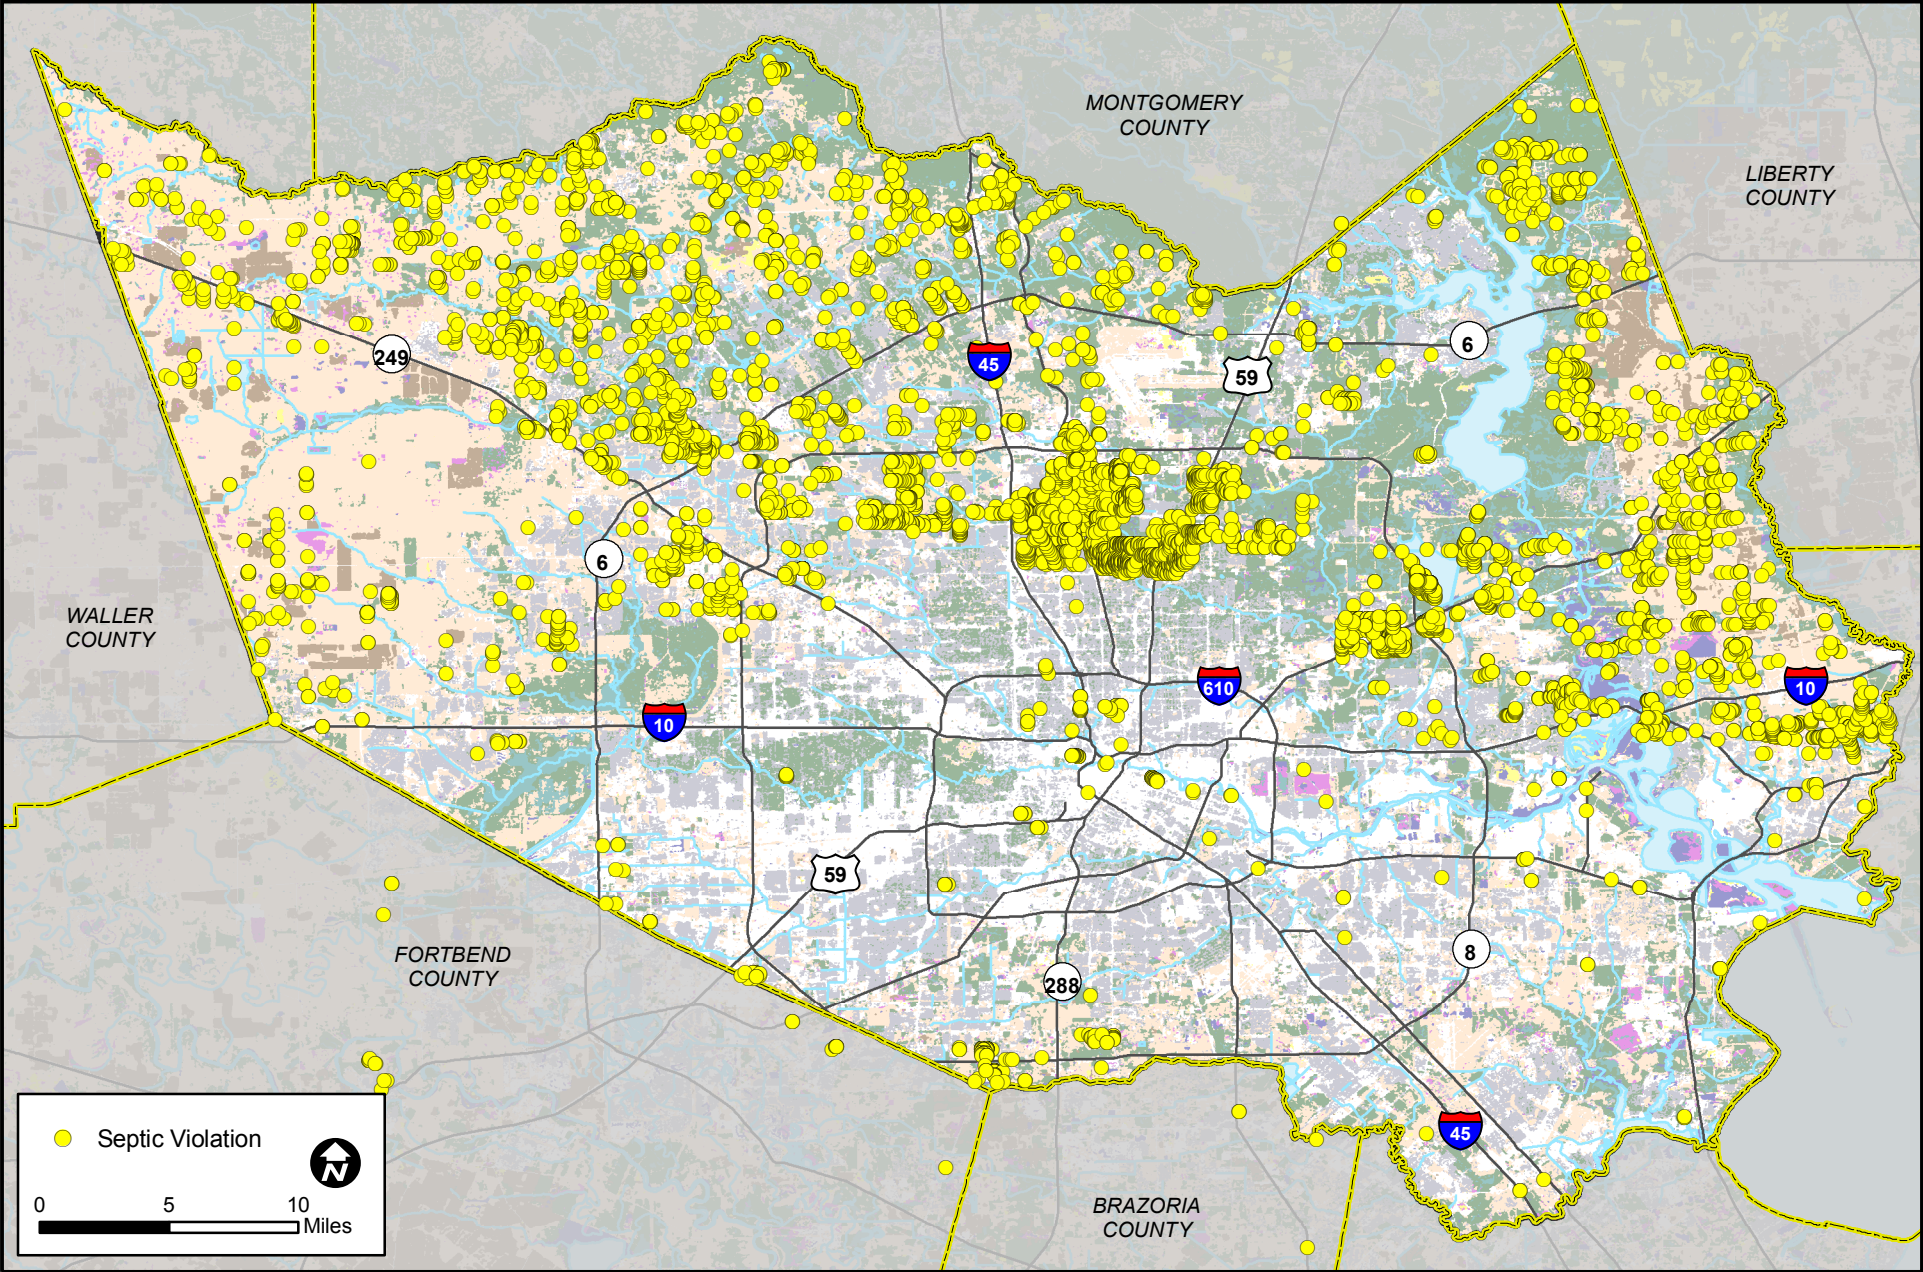 MONTGOMERY
COUNTY
LIBERTY
COUNTY
249
45
59
6
6
WALLER
COUNTY
10
610
10
59
FORTBEND
COUNTY
288
8
45
BRAZORIA
COUNTY
Septic Violation
N
0 5 10
Miles